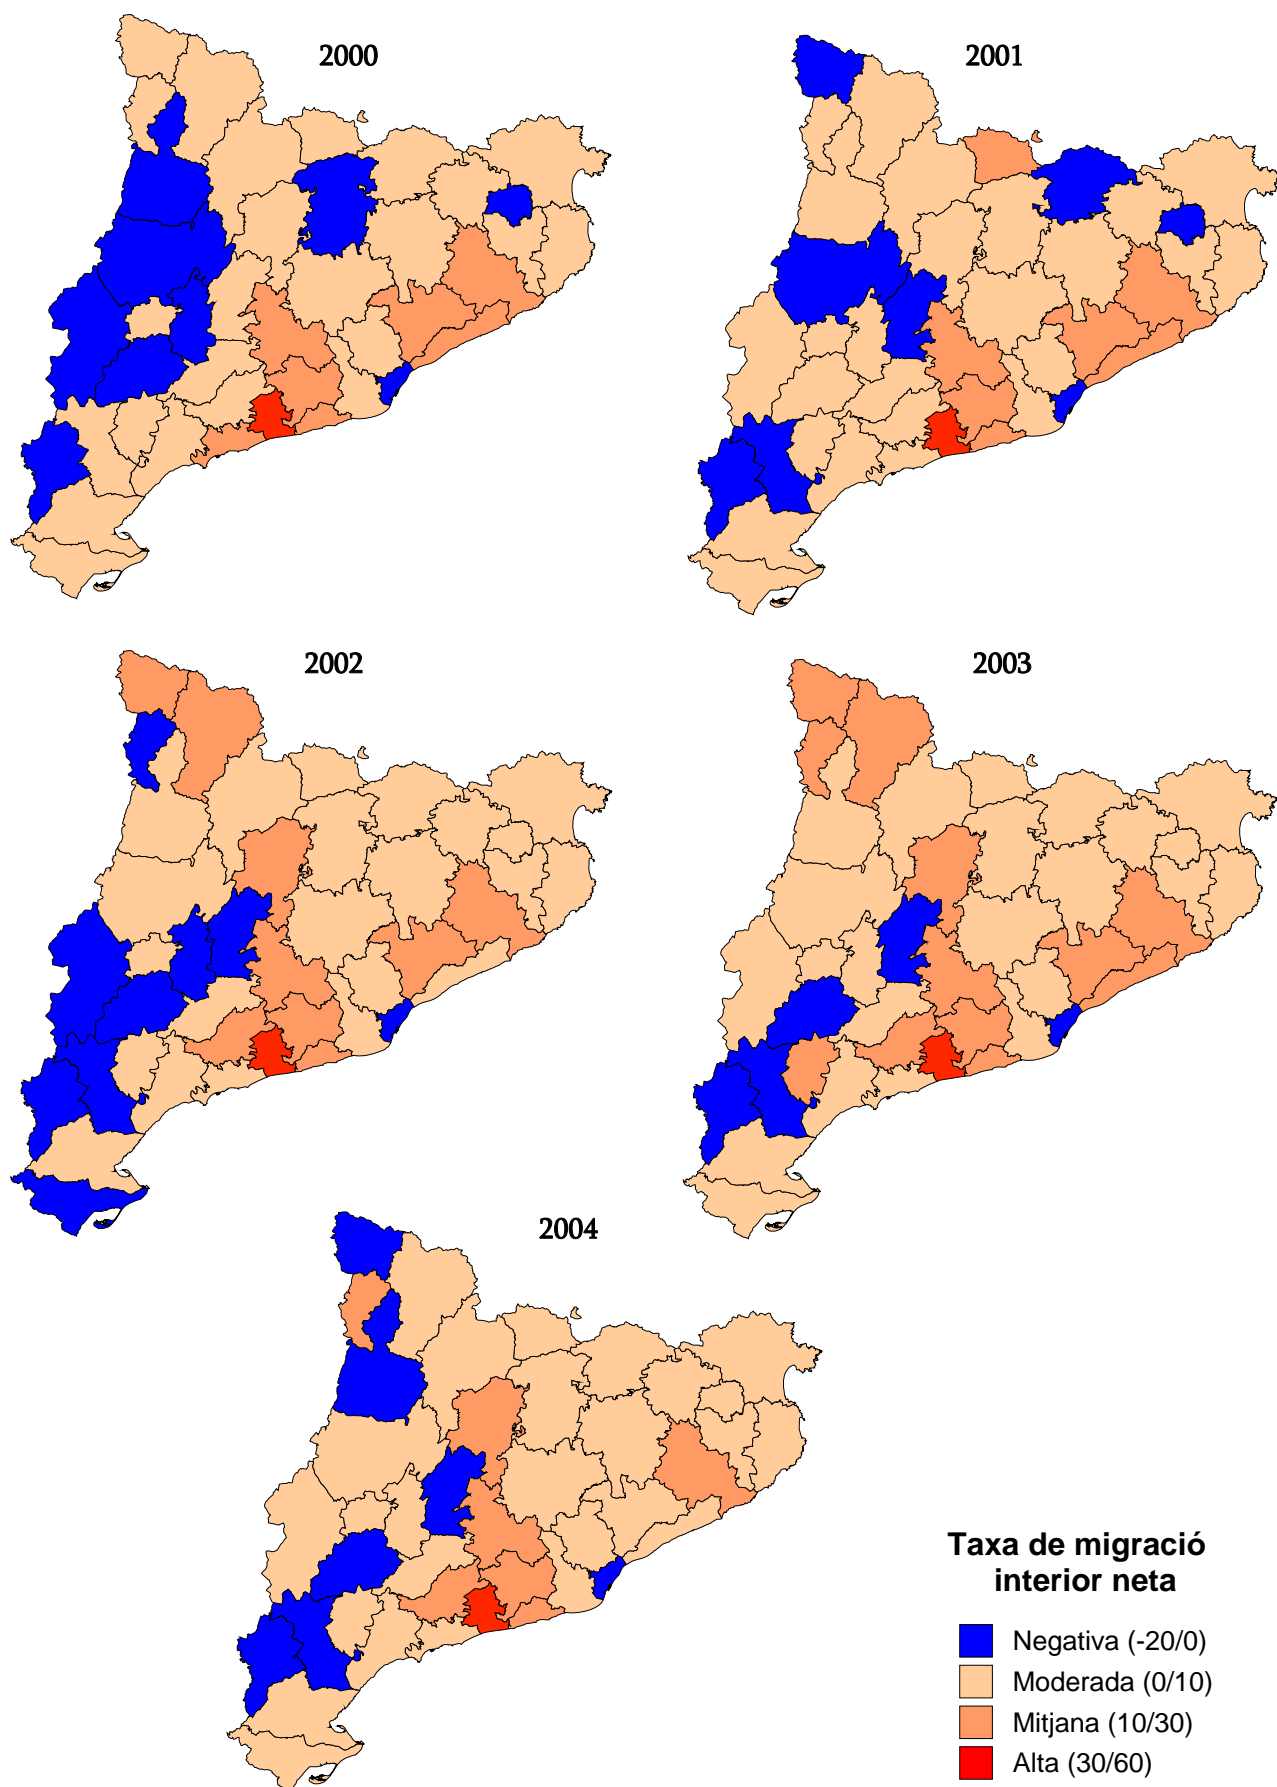 2000
2001
2002
2003
2004
Taxa de migració
interior neta
Negativa (-20/0)
Moderada (0/10)
Mitjana (10/30)
Alta (30/60)